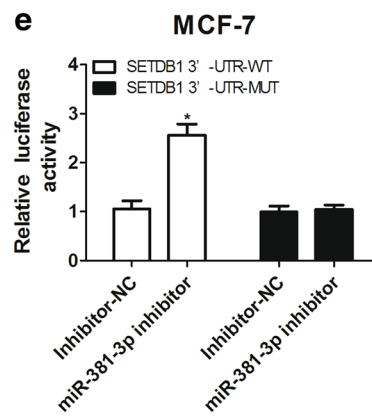 e
MCF-7
Relative luciferase
activity
4
3
2
1
0
SETDB1 3' -UTR-WT
SETDB1 3' -UTR-MUT
*
Inhibitor-NC
miR-381-3p inhibitor
Inhibitor-NC
miR-381-3p inhibitor